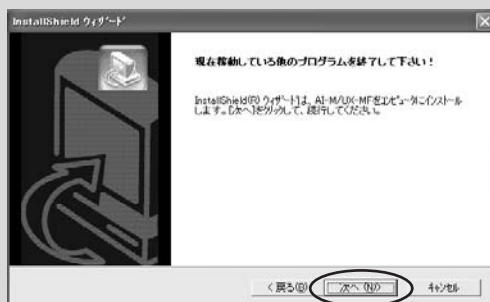 InstallShield ウィザード
現在稼動している他のプログラムを終了して下さい！
InstallShield(R) ウィザードは、AI-M/UX-MFをコンピュータにインストール
します。[次へ]をクリックして、続行してください。
< 戻る(B)
次へ (N)>
キャンセル